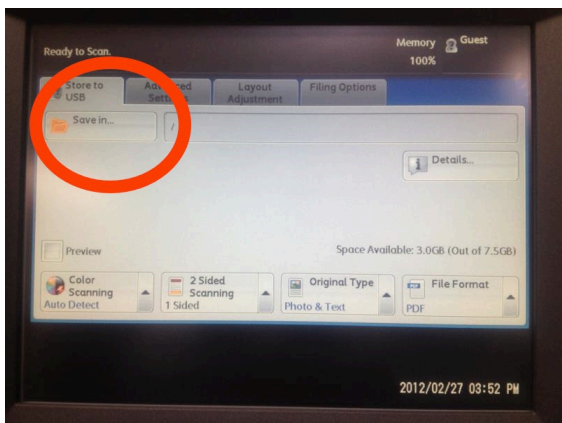 Ready to Scan.
Memory
100%
Guest
Store to
USB
Advanced
Settings
Layout
Adjustment
Filing Options
Save in...
/
Details...
Preview
Space Available: 3.0GB (Out of 7.5GB)
Color
Scanning
Auto Detect
2 Sided
Scanning
1 Sided
Original Type
Photo & Text
File Format
PDF
2012/02/27 03:52 PM